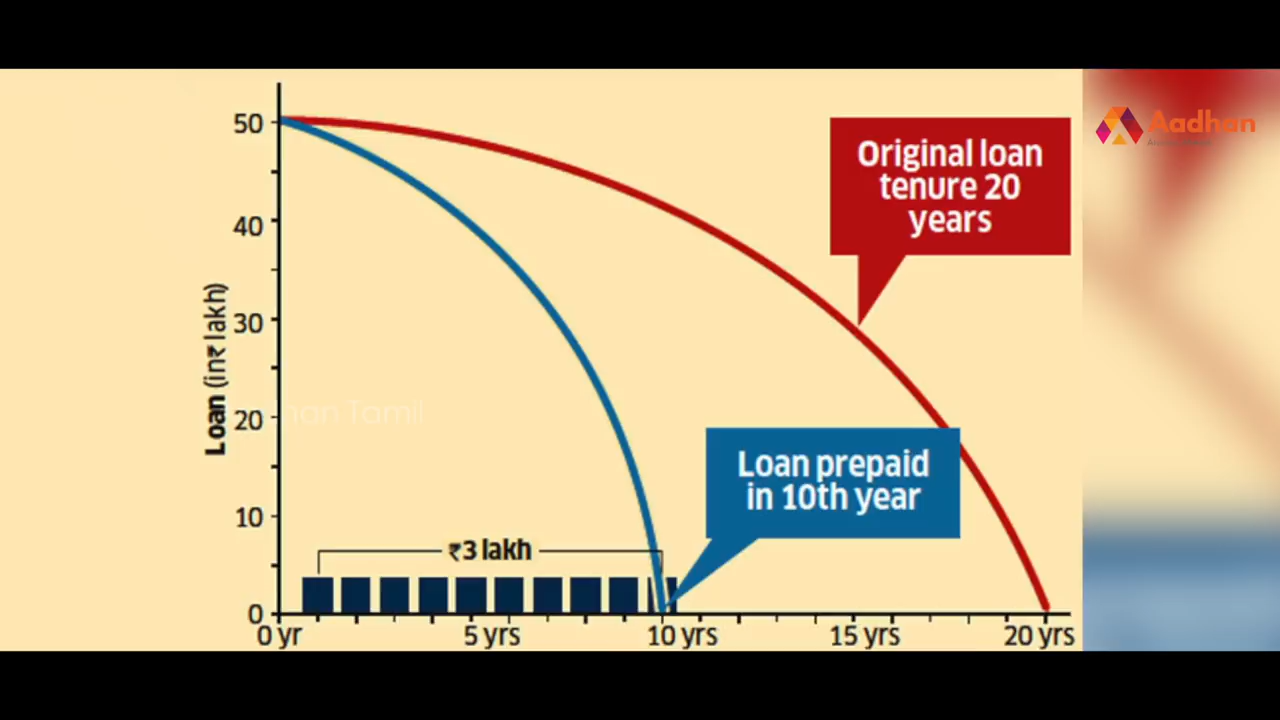 Aadhan
Original loan
tenure 20
years
Loan (in ₹ lakh)
50
40
30
20
10
0
Loan prepaid
in 10th year
₹3 lakh
0 yr
5 yrs
10 yrs
15 yrs
20 yrs
Tamil